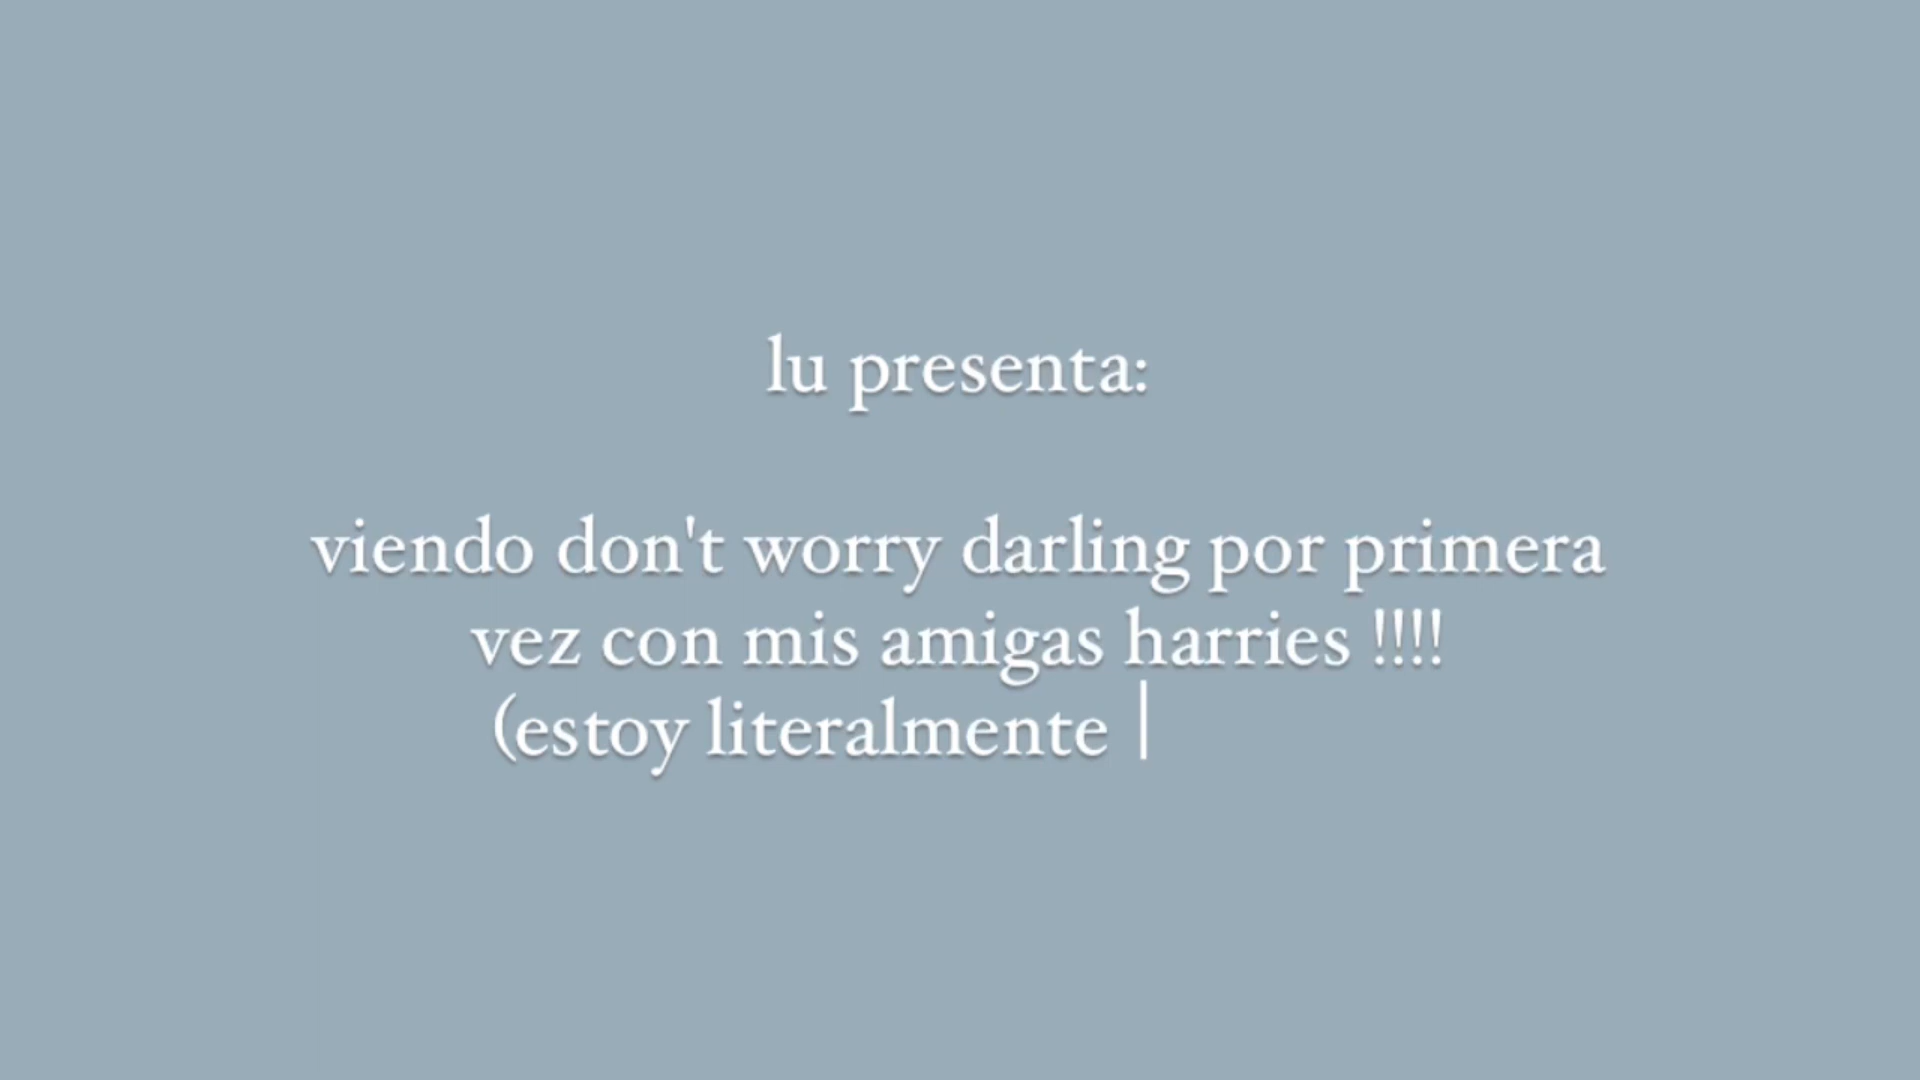 lu presenta:
viendo don't worry darling por primera
vez con mis amigas harries !!!!
(estoy literalmente